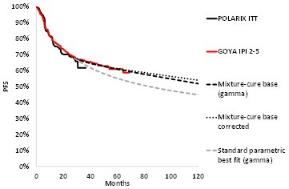 100%
90%
80%
70%
60%
50%
40%
30%
20%
10%
0%
PFS
0 20 40 60 80 100 120
Months
POLARIX ITT
GOYA IPI 2-5
Mixture-cure base
(gamma)
Mixture-cure base
corrected
Standard parametric
best fit (gamma)